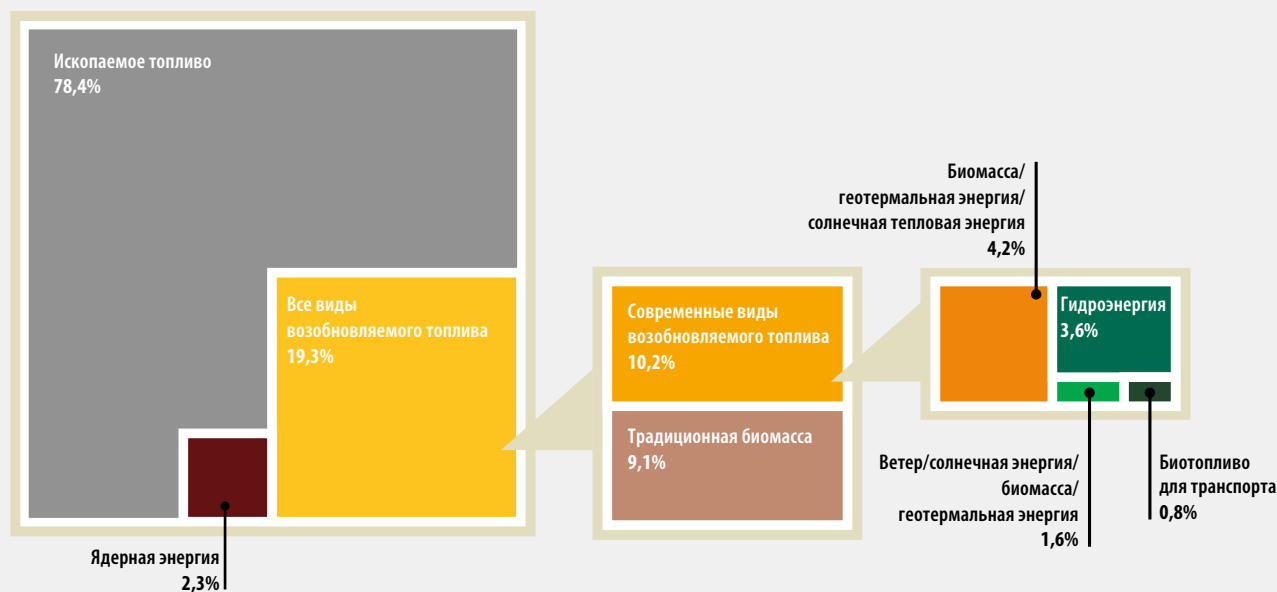 Ископаемое топливо
78,4%
Все виды
возобновляемого топлива
19,3%
Ядерная энергия
2,3%
Современные виды
возобновляемого топлива
10,2%
Традиционная биомасса
9,1%
Биомасса/
геотермальная энергия/
солнечная тепловая энергия
4,2%
Гидроэнергия
3,6%
Ветер/солнечная энергия/
биомасса/
геотермальная энергия
1,6%
Биотопливо
для транспорта
0,8%